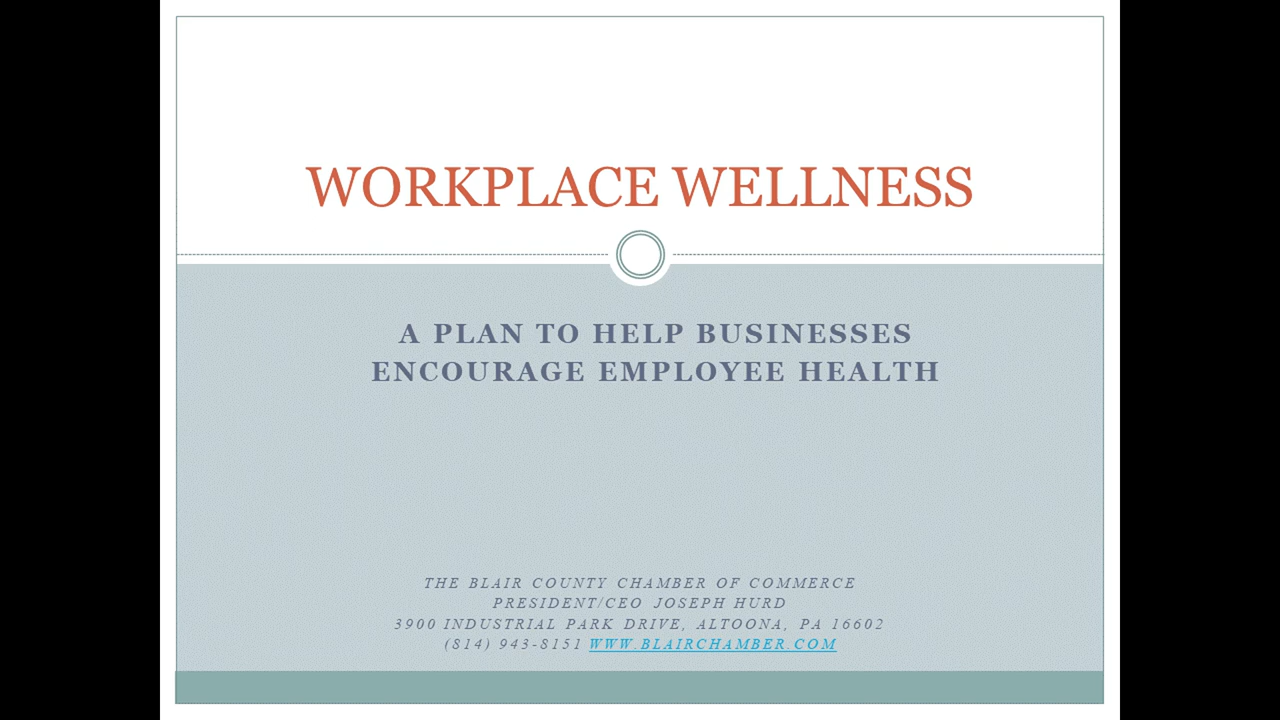 WORKPLACE WELLNESS
A PLAN TO HELP BUSINESSES
ENCOURAGE EMPLOYEE HEALTH
THE BLAIR COUNTY CHAMBER OF COMMERCE
PRESIDENT/CEO JOSEPH HURD
3900 INDUSTRIAL PARK DRIVE, ALTOONA, PA 16602
(814) 943-8151 WWW.BLAIRCHAMBER.COM